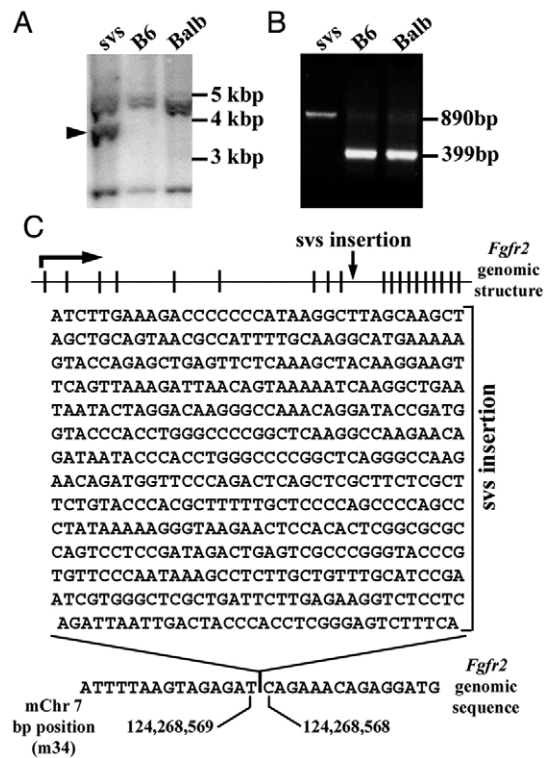 A
svs
B6
Balb
5 kbp
4 kbp
3 kbp
B
svs
B6
Balb
890bp
399bp
C
svs insertion
Fgfr2
genomic
structure
ATCTTGAAAGACCCCCCCATAAGGCTTAGCAAGCT
AGCTGCAGTAACGCCATTTTGCAAGGCATGAAAAA
GTACCAGAGCTGAGTTCTCAAAGCTACAAGGAAGT
TCAGTTAAAGATTAACAGTAAAAATCAAGGCTGAA
TAATACTAGGACAAGGGCCAAACAGGATACCGATG
GTACCCACCTGGGCCCCGGCTCAAGGCCAAGAACA
GATAATACCCACCTGGGCCCCGGCTCAGGGCCAAG
AACAGATGGTTCCCAGACTCAGCTCGCTTCTCGCT
TCTGTACCCACGCTTTTTGCTCCCCAGCCCCAGCC
CTATAAAAAGGGTAAGAACTCCACACTCGGCGCGC
CAGTCCTCCGATAGACTGAGTCGCCCGGGTACCCG
TGTTCCCAATAAAGCCTCTTGCTGTTTGCATCCGA
ATCGTGGGCTCGCTGATTCTTGAGAAGGTCTCCTC
AGATTAATTGACTACCCACCTCGGGAGTCTTTCA
svs insertion
ATTTTAAGTAGAGATCAGAAACAGAGGATG
Fgfr2
genomic
sequence
mChr 7
bp position
(m34)
124,268,569
124,268,568